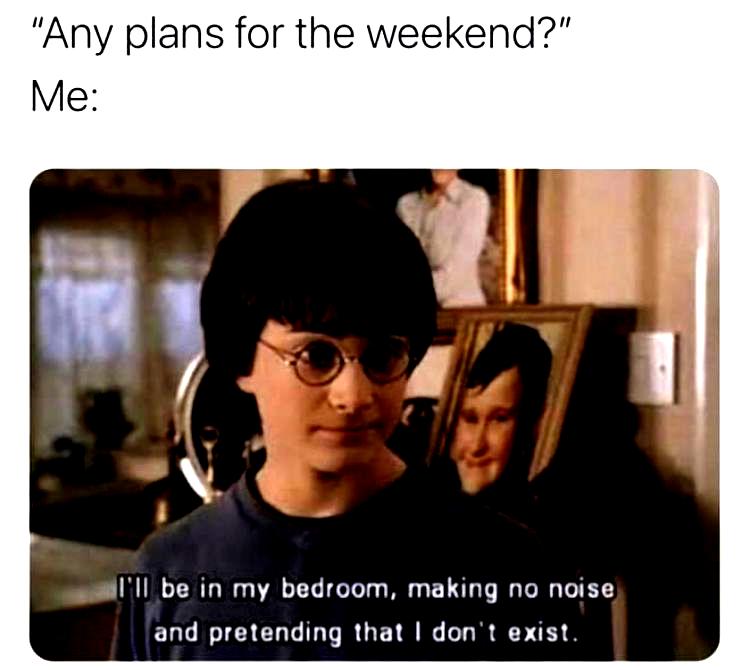 "Any plans for the weekend?"
Me:
I'll be in my bedroom, making no noise
and pretending that I don't exist.